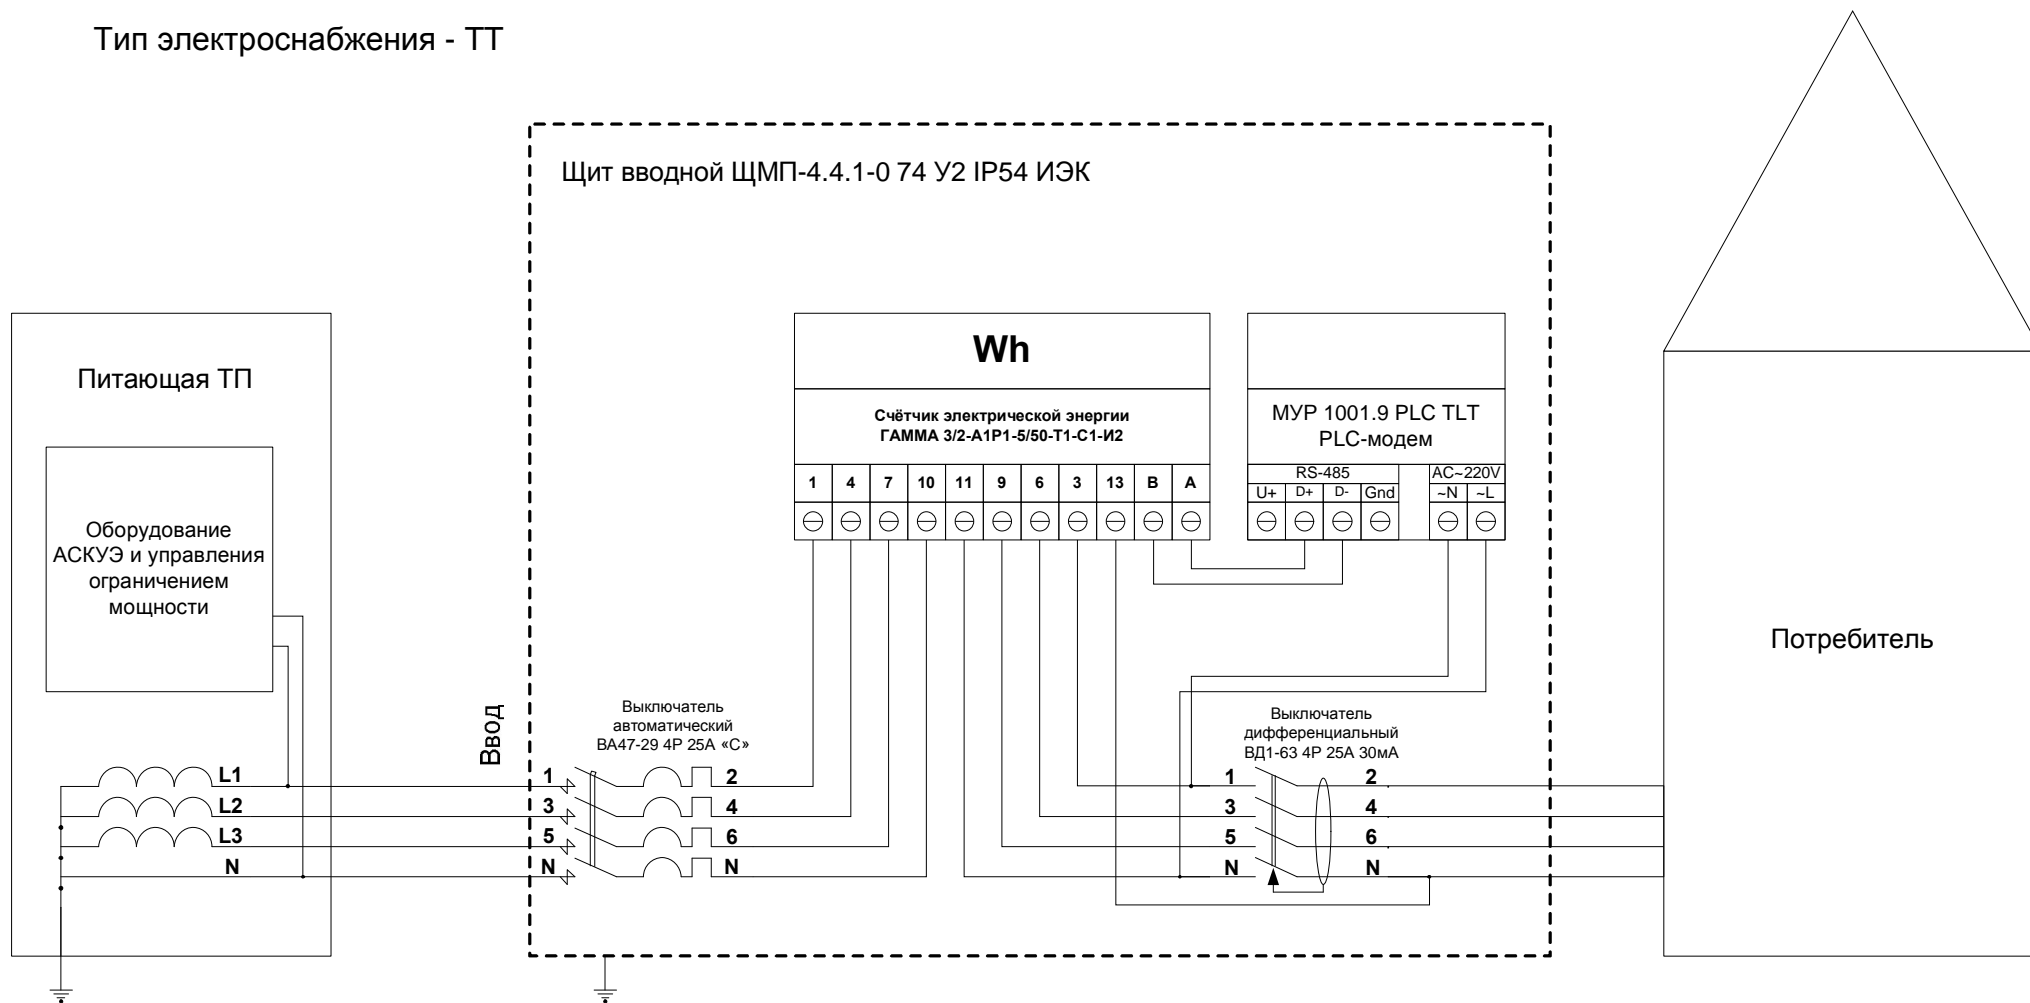 Тип электроснабжения - ТТ
Щит вводной ЩМП-4.4.1-0 74 У2 IP54 ИЭК
Питающая ТП
Оборудование
АСКУЭ и управления
ограничением
мощности
L1
L2
L3
N
Ввод
1
3
5
N
Выключатель
автоматический
ВА47-29 4Р 25А «С»
2
4
6
N
Wh
Счётчик электрической энергии
ГАММА 3/2-А1Р1-5/50-Т1-С1-И2
1 4 7 10 11 9 6 3 13 B A
МУР 1001.9 PLC TLT
PLC-модем
RS-485 AC~220V
U+ D+ D- Gnd ~N ~L
Выключатель
дифференциальный
ВД1-63 4Р 25А 30мА
1
3
5
N
2
4
6
N
Потребитель